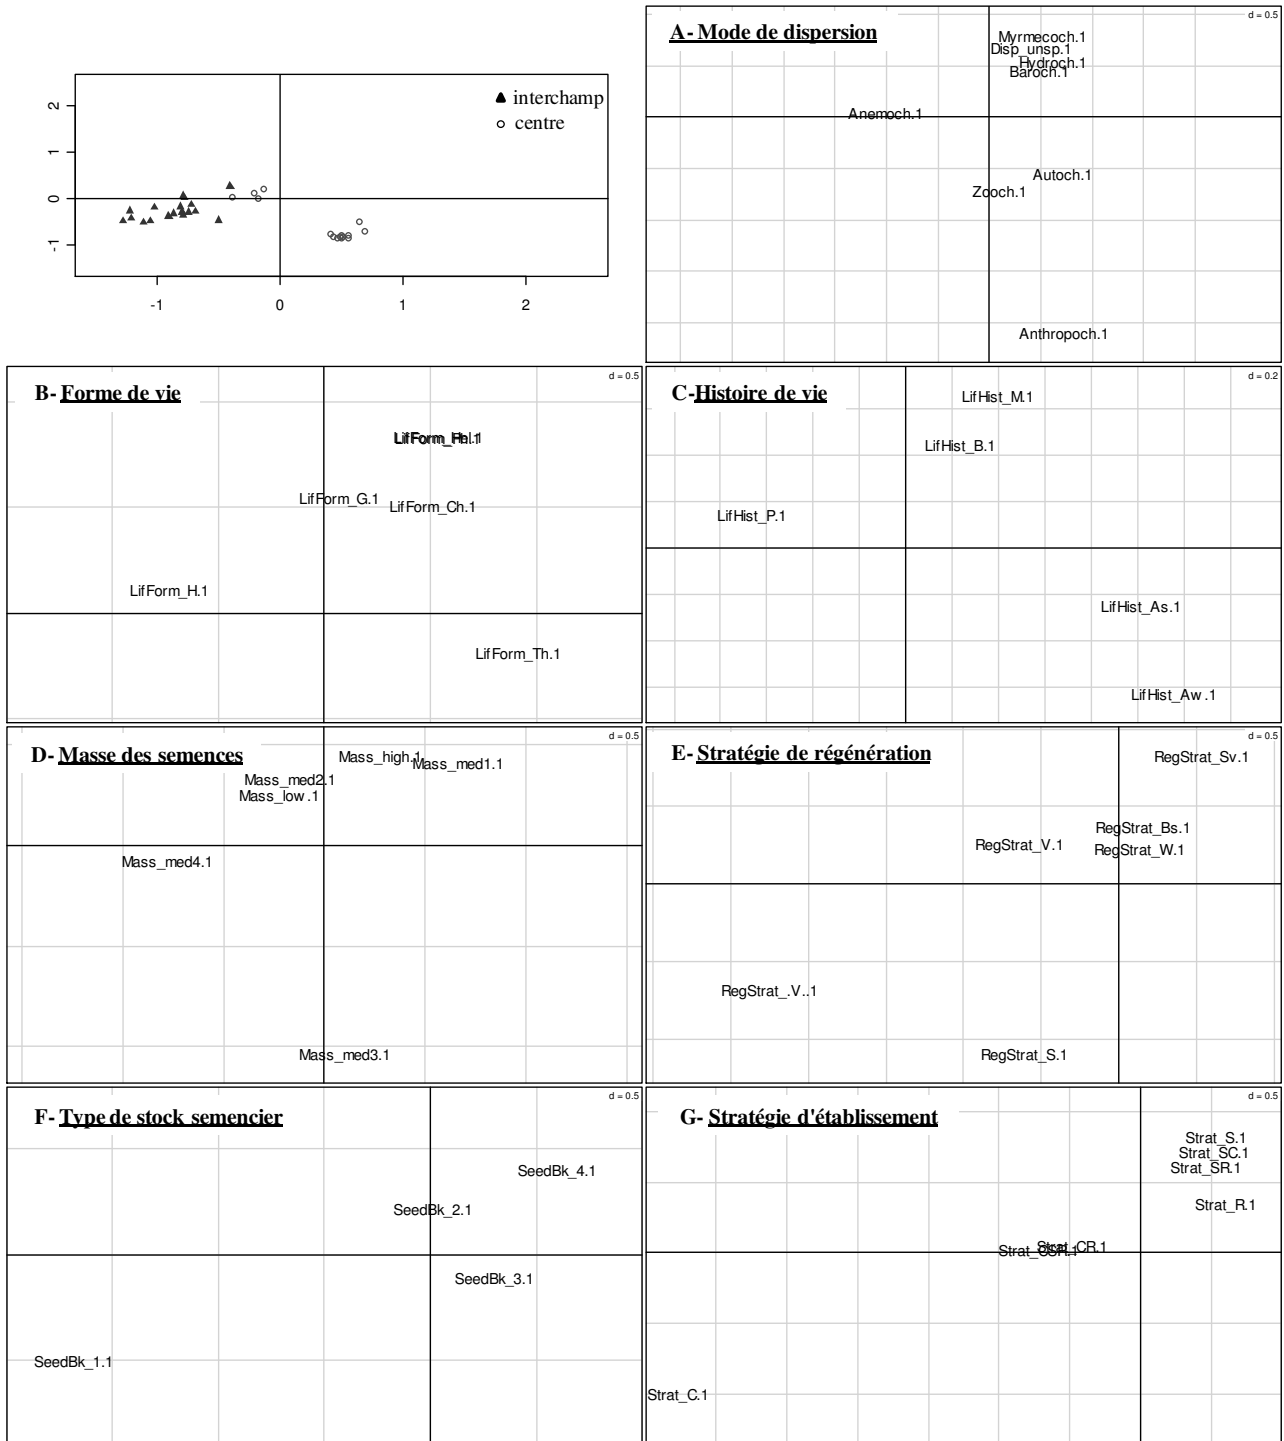 interchamp
centre
2
1
0
-1
-1
0
1
2
A- Mode de dispersion
d = 0.5
Myrmecoch.1
Disp_unsp.1
Hydroch.1
Baroch.1
Anemoch.1
Autoch.1
Zooch.1
Anthropoch.1
B- Forme de vie
d = 0.5
LifForm_G.1
LifForm_Ch.1
LifForm_H.1
LifForm_Th.1
C-Histoire de vie
d = 0.2
LifHist_M.1
LifHist_B.1
LifHist_P.1
LifHist_As.1
LifHist_Aw.1
D- Masse des semences
d = 0.5
Mass_high.1
Mass_med1.1
Mass_med2.1
Mass_low.1
Mass_med4.1
Mass_med3.1
E- Stratégie de régénération
d = 0.5
RegStrat_Sv.1
RegStrat_Bs.1
RegStrat_V.1
RegStrat_W.1
RegStrat_.V..1
RegStrat_S.1
F- Type de stock semencier
d = 0.5
SeedBk_4.1
SeedBk_2.1
SeedBk_3.1
SeedBk_1.1
G- Stratégie d'établissement
d = 0.5
Strat_S.1
Strat_SC.1
Strat_SR.1
Strat_R.1
Strat_CR.1
Strat_CSR.1
Strat_C.1